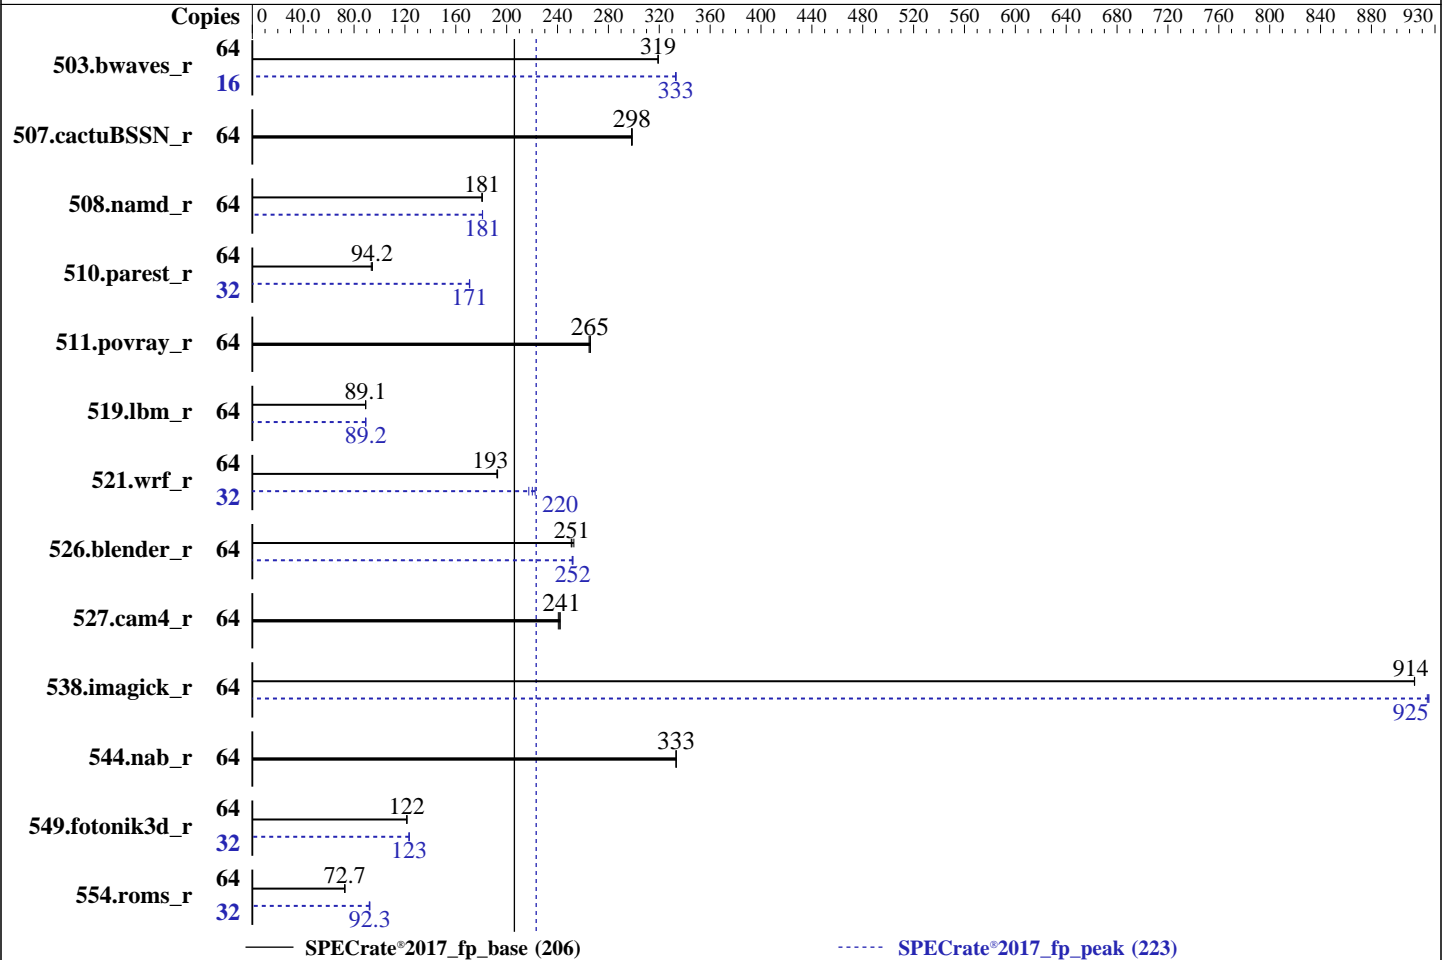 Copies 0 40.0 80.0 120 160 200 240 280 320 360 400 440 480 520 560 600 640 680 720 760 800 840 880 930
503.bwaves_r 64 319
16 333
507.cactuBSSN_r 64 298
508.namd_r 64 181
181
510.parest_r 64 94.2
32 171
511.povray_r 64 265
519.lbm_r 64 89.1
89.2
521.wrf_r 64 193
32 220
526.blender_r 64 251
252
527.cam4_r 64 241
538.imagick_r 64 914
925
544.nab_r 64 333
549.fotonik3d_r 64 122
32 123
554.roms_r 64 72.7
32 92.3
SPECrate®2017_fp_base (206) SPECrate®2017_fp_peak (223)